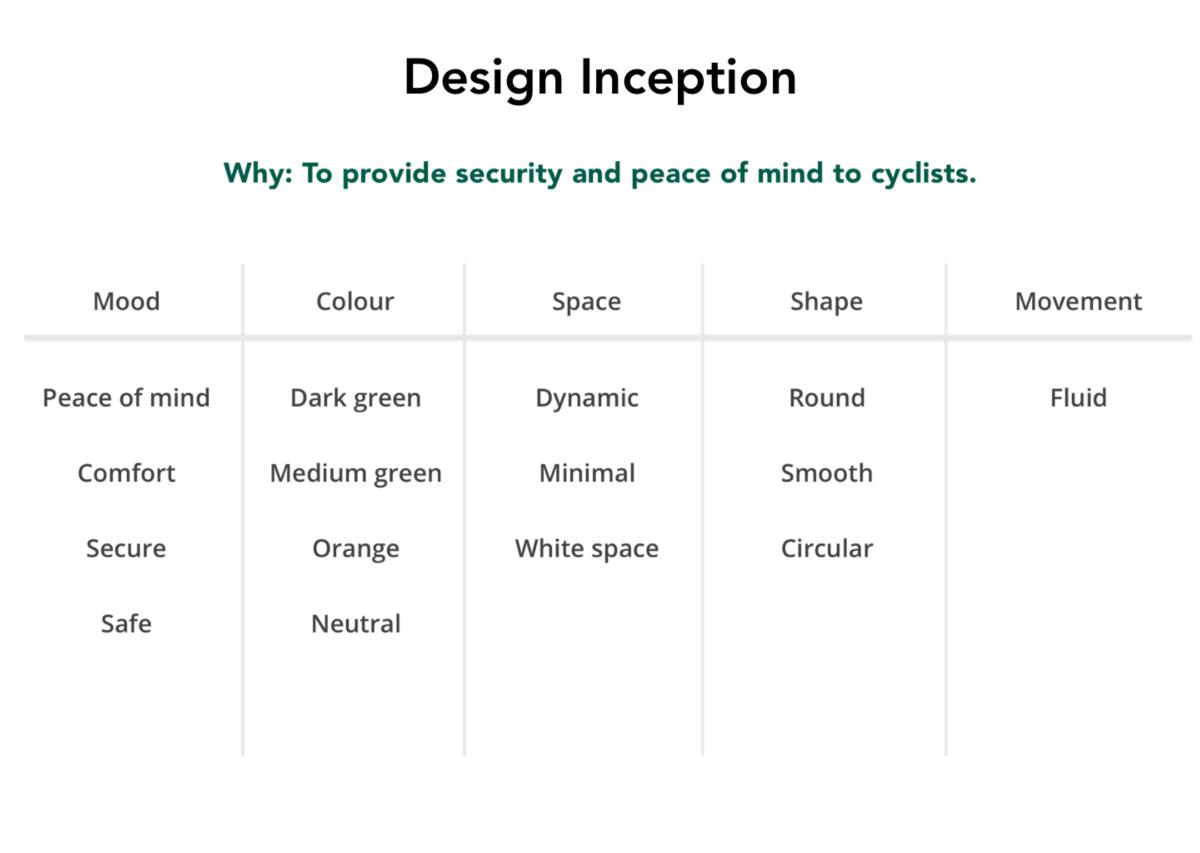 Design Inception
Why: To provide security and peace of mind to cyclists.
Mood Colour Space Shape Movement
Peace of mind Dark green Dynamic Round Fluid
Comfort Medium green Minimal Smooth
Secure Orange White space Circular
Safe Neutral